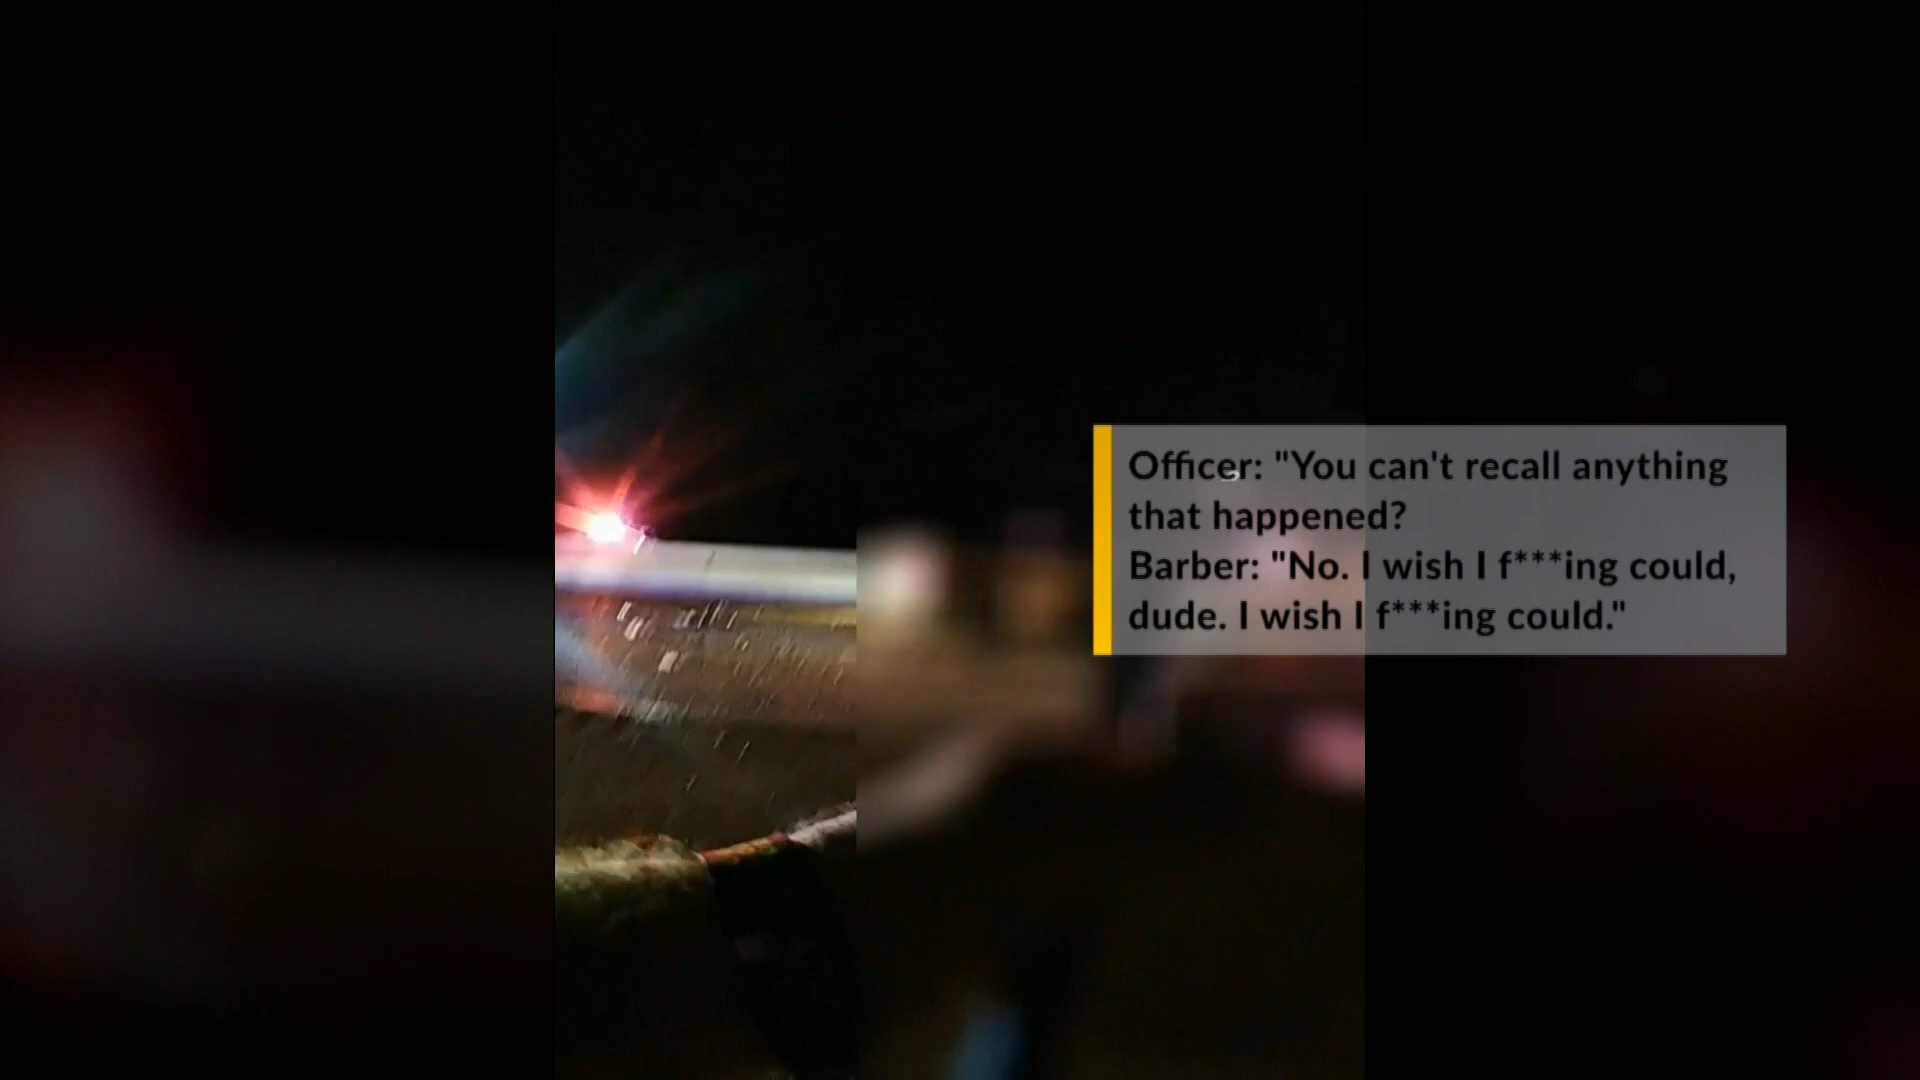 Officer: "You can't recall anything
that happened?
Barber: "No. I wish I f***ing could,
dude. I wish I f***ing could."